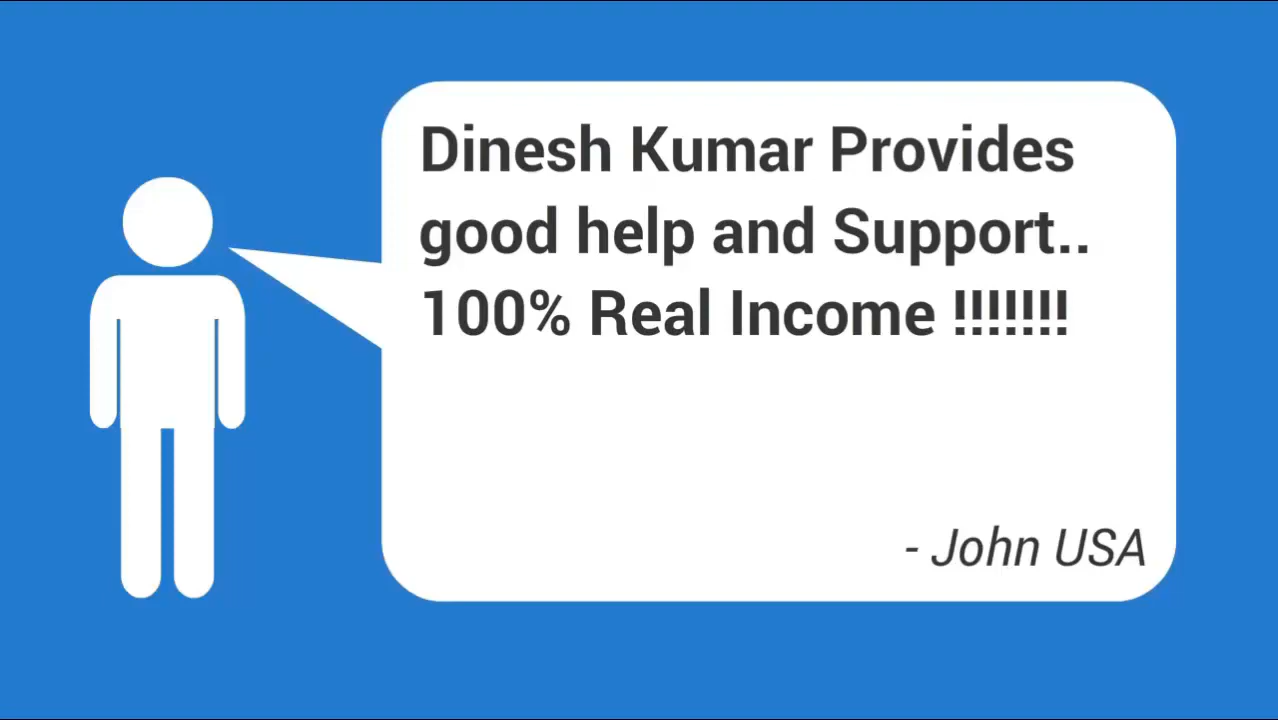 Dinesh Kumar Provides
good help and Support..
100% Real Income !!!!!!!
- John USA